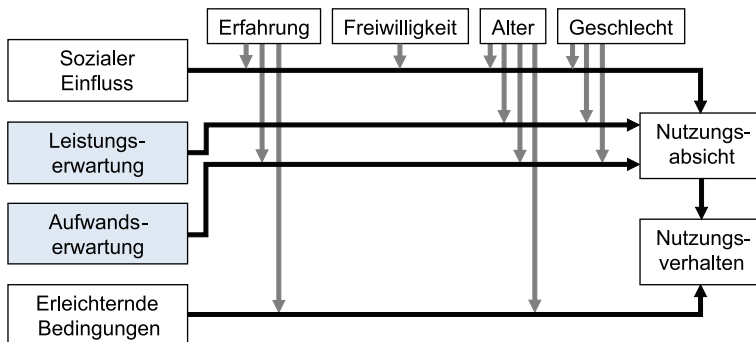 Erfahrung
Freiwilligkeit
Alter
Geschlecht
Sozialer
Einfluss
Leistungs-
erwartung
Aufwands-
erwartung
Erleichternde
Bedingungen
Nutzungs-
absicht
Nutzungs-
verhalten